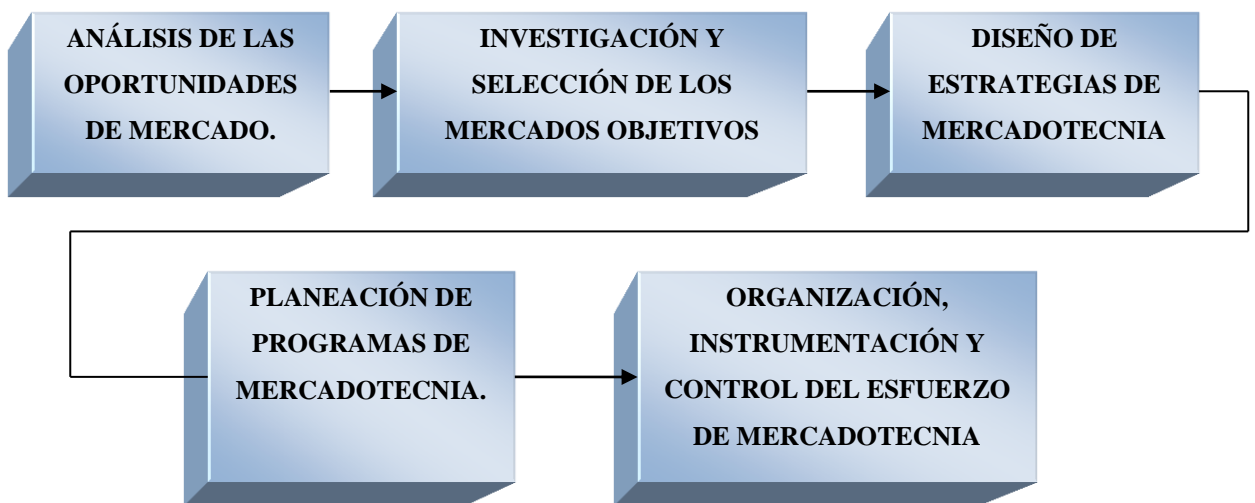 ANÁLISIS DE LAS
OPORTUNIDADES
DE MERCADO.
INVESTIGACIÓN Y
SELECCIÓN DE LOS
MERCADOS OBJETIVOS
DISEÑO DE
ESTRATEGIAS DE
MERCADOTECNIA
PLANEACIÓN DE
PROGRAMAS DE
MERCADOTECNIA.
ORGANIZACIÓN,
INSTRUMENTACIÓN Y
CONTROL DEL ESFUERZO
DE MERCADOTECNIA